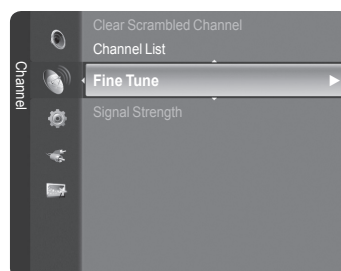 Channel
Clear Scrambled Channel
Channel List
Fine Tune
Signal Strength